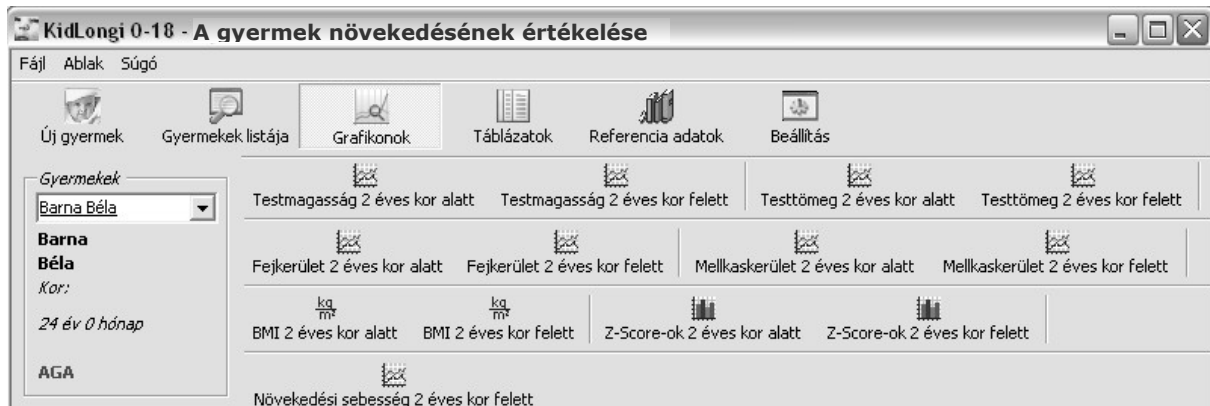 KidLongi 0-18 - A gyermek növekedésének értékelése
Fájl Ablak Súgó
Új gyermek Gyermekek listája Grafikonok Táblázatok Referencia adatok Beállítás
Gyermekek
Barna Béla
Barna
Béla
Kor:
24 év 0 hónap
AGA
Testmagasság 2 éves kor alatt Testmagasság 2 éves kor felett Testtömeg 2 éves kor alatt Testtömeg 2 éves kor felett
Fejkerület 2 éves kor alatt Fejkerület 2 éves kor felett Mellkaskerület 2 éves kor alatt Mellkaskerület 2 éves kor felett
kg/m² kg/m²
BMI 2 éves kor alatt BMI 2 éves kor felett Z-Score-ok 2 éves kor alatt Z-Score-ok 2 éves kor felett
Növekedési sebesség 2 éves kor felett